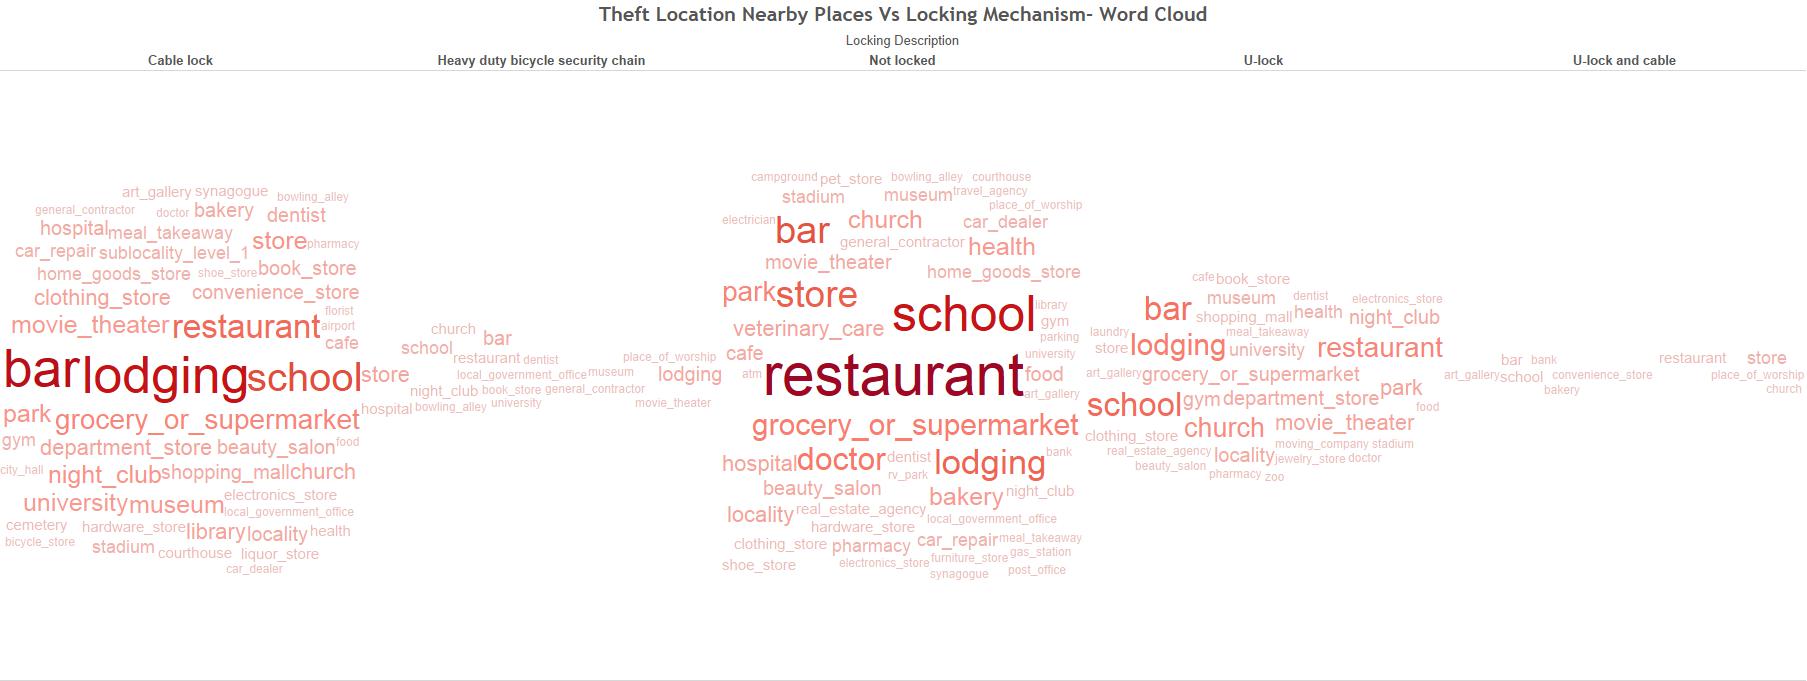 Theft Location Nearby Places Vs Locking Mechanism- Word Cloud
Locking Description
Cable lock Heavy duty bicycle security chain Not locked U-lock U-lock and cable
art_gallery synagogue bowling_alley
general_contractor doctor bakery dentist
hospital meal_takeaway
store pharmacy
car_repair sublocality_level_1
home_goods_store shoe_store book_store
clothing_store convenience_store
florist
movie_theater restaurant airport
cafe
bar lodging school
park grocery_or_supermarket
gym department_store beauty_salon food
city_hall night_club shopping_mall church
university museum electronics_store
local_government_office
cemetery hardware_store library locality health
bicycle_store stadium courthouse liquor_store
car_dealer
church bar
school restaurant dentist place_of_worship
store local_government_office museum lodging
night_club book_store general_contractor
hospital bowling_alley university movie_theater
campground pet_store bowling_alley courthouse
stadium museum travel_agency
place_of_worship
electrician bar church car_dealer
general_contractor health
movie_theater home_goods_store
park store school library
gym
veterinary_care parking
cafe university
atm restaurant food
art_gallery
grocery_or_supermarket
hospital doctor dentist lodging bank
rv_park
beauty_salon bakery night_club
locality real_estate_agency local_government_office
hardware_store
clothing_store pharmacy car_repair meal_takeaway
furniture_store gas_station
shoe_store electronics_store synagogue post_office
cafe book_store
museum dentist electronics_store
bar shopping_mall health night_club
laundry meal_takeaway
store lodging university restaurant
art_gallery grocery_or_supermarket
park
school gym department_store food
clothing_store church movie_theater
real_estate_agency locality moving_company stadium
beauty_salon jewelry_store doctor
pharmacy zoo
bar bank restaurant store
art_gallery school convenience_store place_of_worship
bakery church